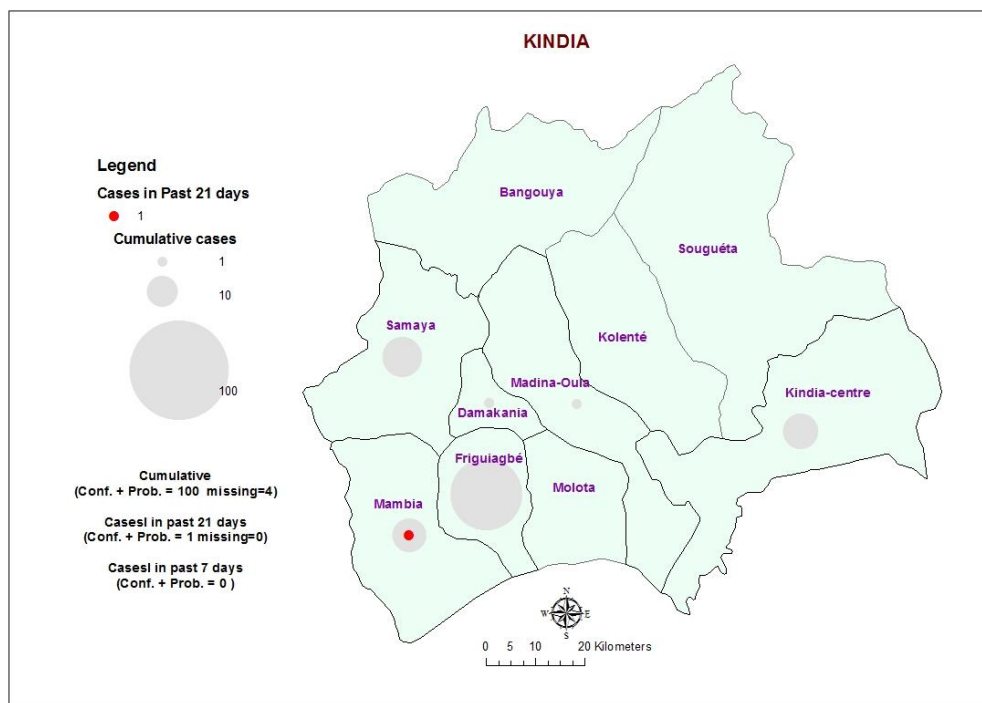 KINDIA
Legend
Cases in Past 21 days
1
Cumulative cases
1
10
100
Cumulative
(Conf. + Prob. = 100 missing=4)
CasesI in past 21 days
(Conf. + Prob. = 1 missing=0)
CasesI in past 7 days
(Conf. + Prob. = 0 )
Bangouya
Souguéta
Samaya
Kolenté
Madina-Oula
Kindia-centre
Damakania
Friguiagbé
Molota
Mambia
N
W E
S
0 5 10 20 Kilometers